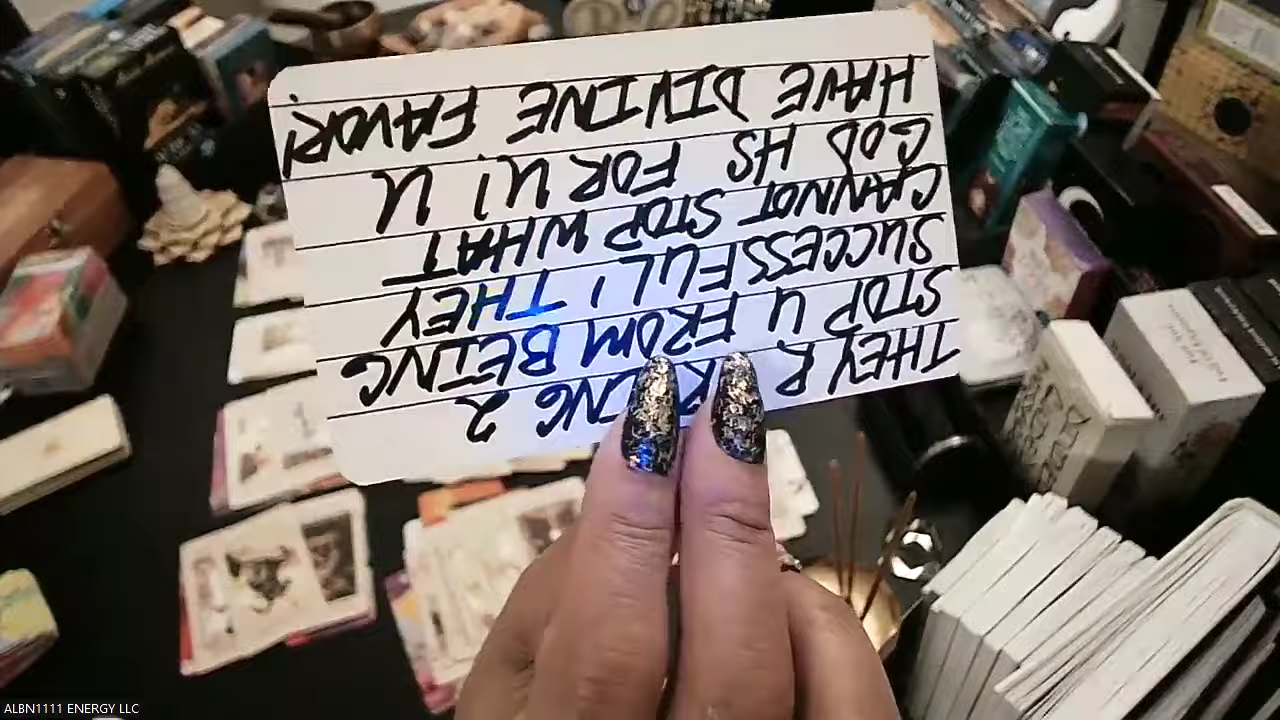 THEY R 2
STOP U FROM BEING
SUCCESSFUL! THEY
CANNOT STOP WHAT
GOD HS FOR U! U
HAVE DIVINE FAVOR!
ALBN1111 ENERGY LLC